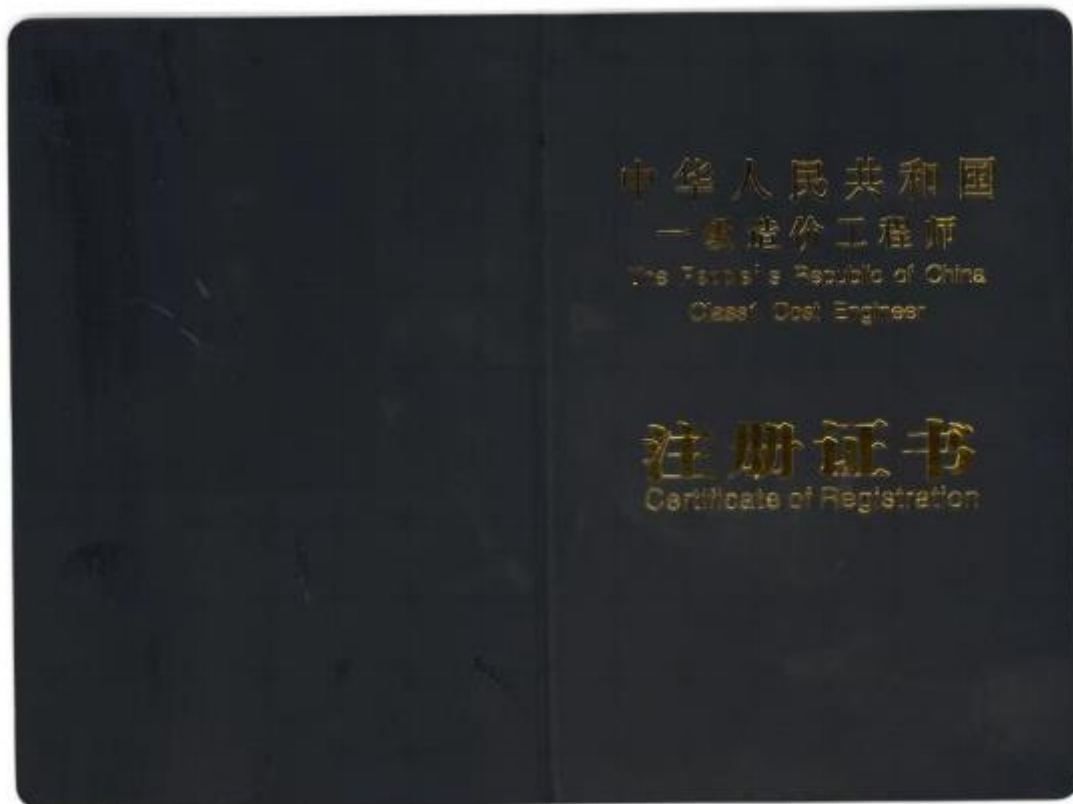 中华人民共和国
一级造价工程师
The People's Republic of China
Class1 Cost Engineer
注册证书
Certificate of Registration